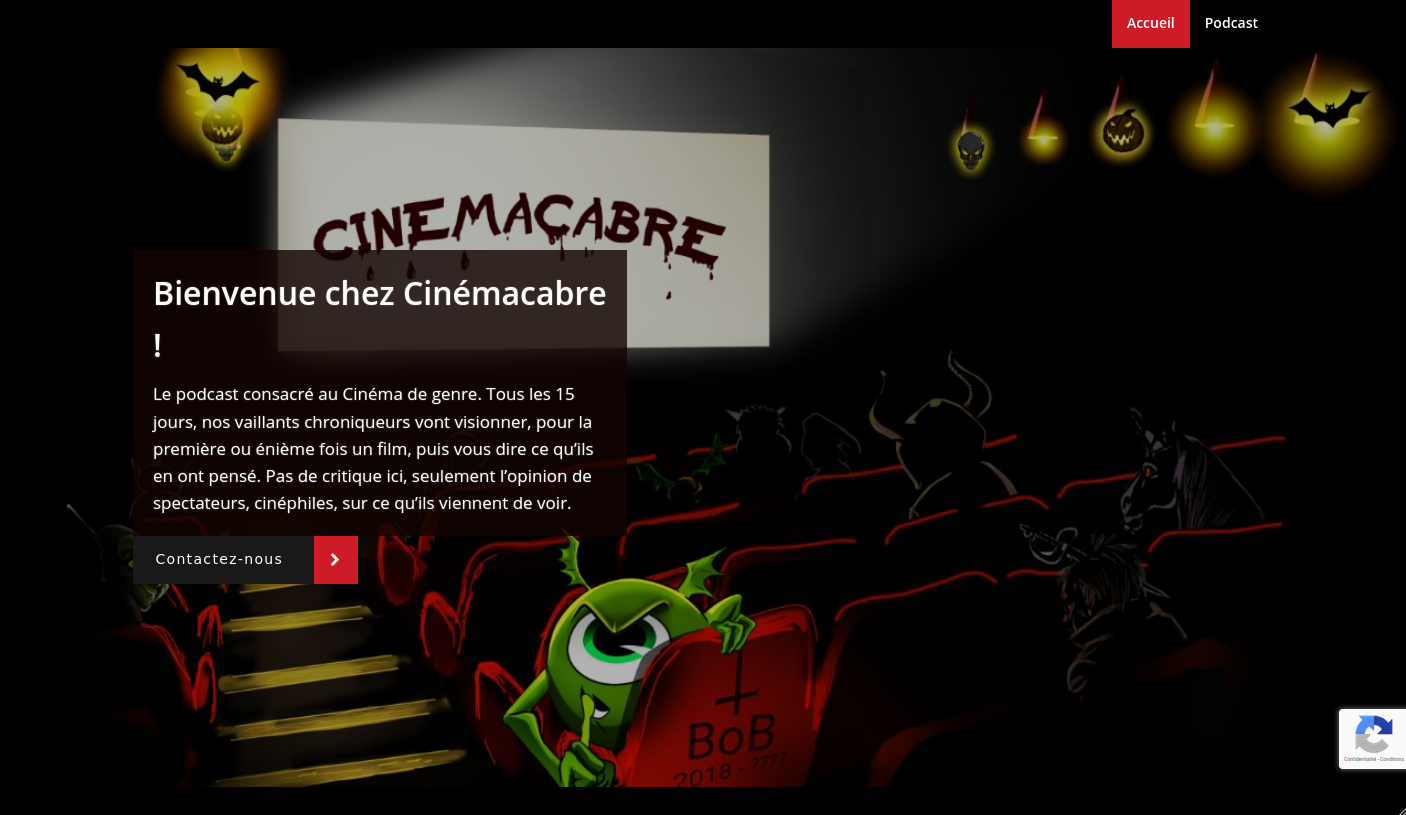 Accueil
Podcast
CINEMACABRE
Bienvenue chez Cinémacabre
!
Le podcast consacré au Cinéma de genre. Tous les 15
jours, nos vaillants chroniqueurs vont visionner, pour la
première ou énième fois un film, puis vous dire ce qu’ils
en ont pensé. Pas de critique ici, seulement l’opinion de
spectateurs, cinéphiles, sur ce qu’ils viennent de voir.
Contactez-nous
BoB
2018 - ????
Confidentialité - Conditions